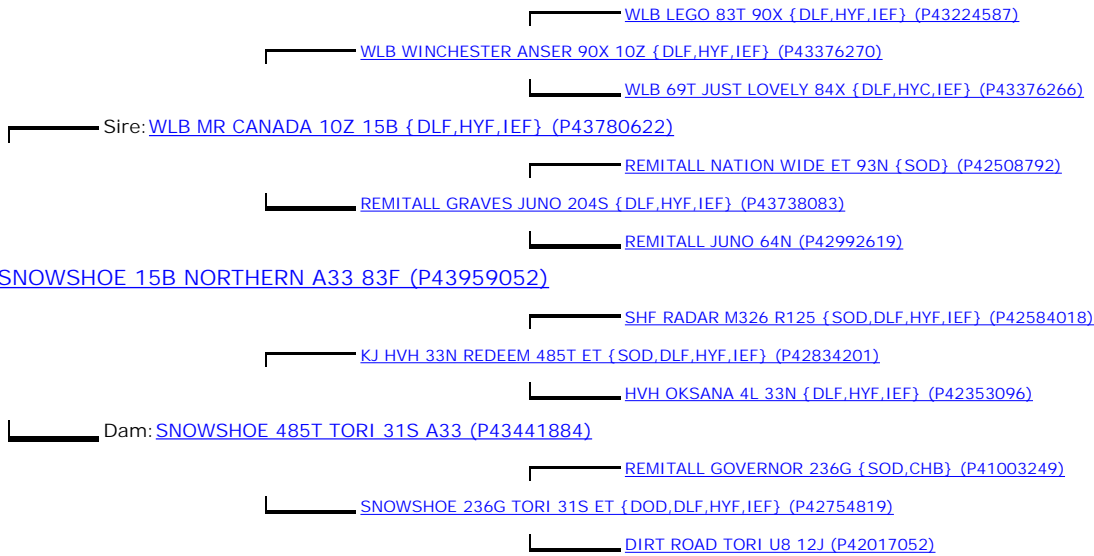 WLB LEGO 83T 90X {DLF,HYF,IEF} (P43224587)
WLB WINCHESTER ANSER 90X 10Z {DLF,HYF,IEF} (P43376270)
WLB 69T JUST LOVELY 84X {DLF,HYC,IEF} (P43376266)
Sire: WLB MR CANADA 10Z 15B {DLF,HYF,IEF} (P43780622)
REMITALL NATION WIDE ET 93N {SOD} (P42508792)
REMITALL GRAVES JUNO 204S {DLF,HYF,IEF} (P43738083)
REMITALL JUNO 64N (P42992619)
SNOWSHOE 15B NORTHERN A33 83F (P43959052)
SHF RADAR M326 R125 {SOD,DLF,HYF,IEF} (P42584018)
KJ HVH 33N REDEEM 485T ET {SOD,DLF,HYF,IEF} (P42834201)
HVH OKSANA 4L 33N {DLF,HYF,IEF} (P42353096)
Dam: SNOWSHOE 485T TORI 31S A33 (P43441884)
REMITALL GOVERNOR 236G {SOD,CHB} (P41003249)
SNOWSHOE 236G TORI 31S ET {DOD,DLF,HYF,IEF} (P42754819)
DIRT ROAD TORI U8 12J (P42017052)